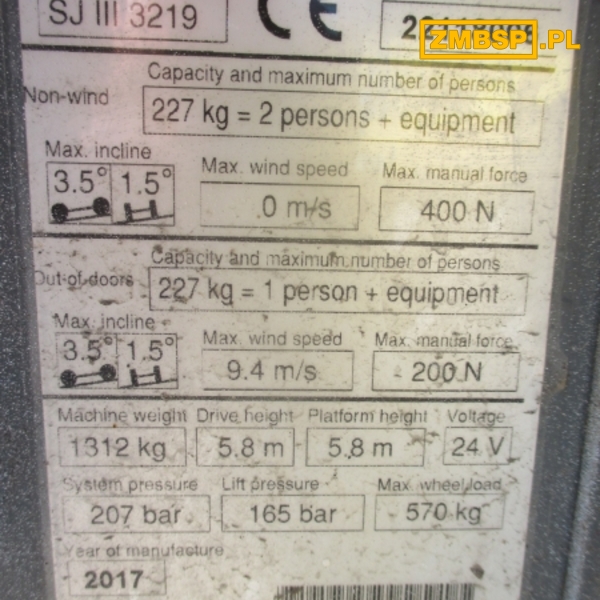 SJ III 3219 CE
ZMBSP.PL
Capacity and maximum number of persons
Non-wind
227 kg = 2 persons + equipment
Max. incline
Max. wind speed
Max. manual force
3.5° 1.5°
0 m/s
400 N
Capacity and maximum number of persons
Out-of-doors
227 kg = 1 person + equipment
Max. incline
Max. wind speed
Max. manual force
3.5° 1.5°
9.4 m/s
200 N
Machine weight Drive height Platform height Voltage
1312 kg 5.8 m 5.8 m 24 V
System pressure Lift pressure Max. wheel load
207 bar 165 bar 570 kg
Year of manufacture
2017